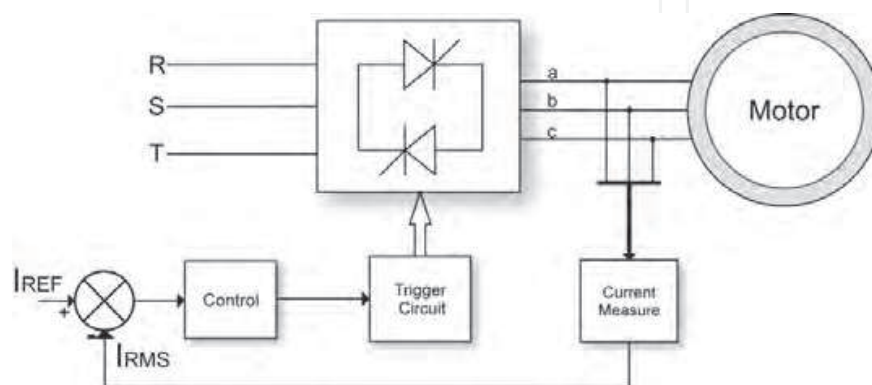 R
S
T
a
b
c
Motor
IREF
+
-
IRMS
Control
Trigger
Circuit
Current
Measure